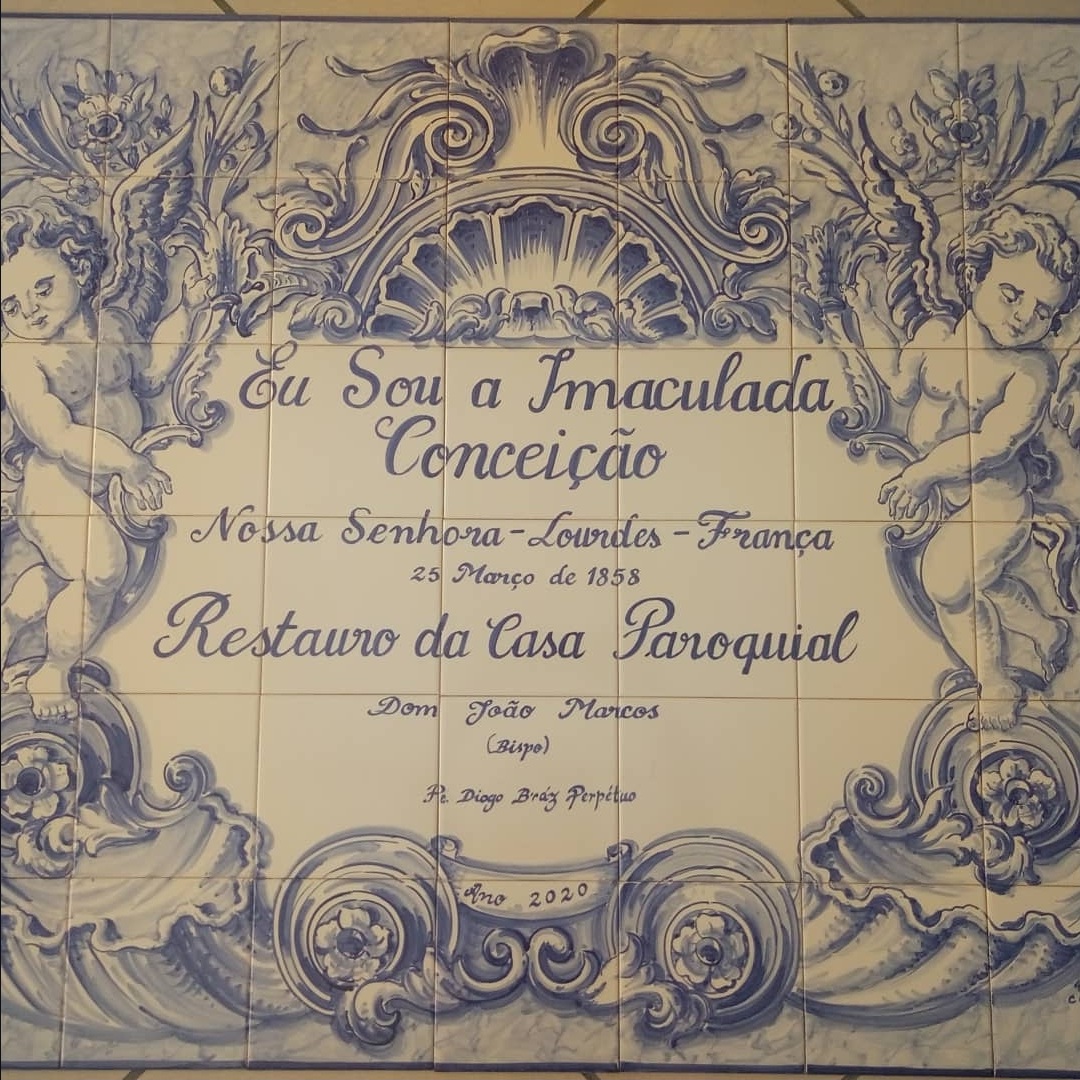 Eu Sou a Imaculada
Conceição
Nossa Senhora - Lourdes - França
25 Março de 1858
Restauro da Casa Paroquial
Dom João Marcos
(Bispo)
Pe. Diogo Bráz Perpétuo
Ano 2020